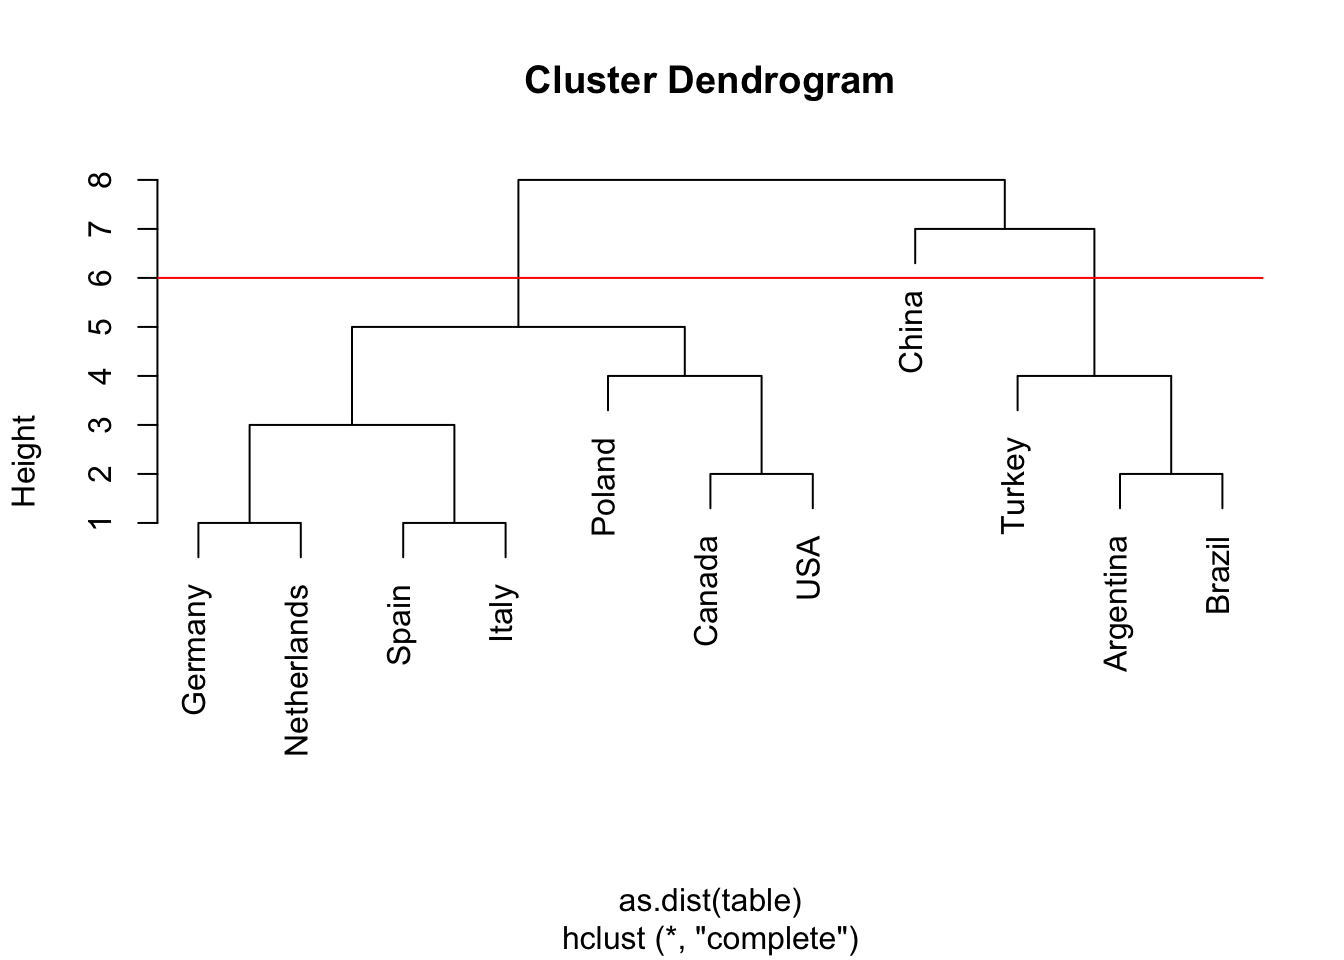 Cluster Dendrogram
Height
8
7
6
5
4
3
2
1
Germany
Netherlands
Spain
Italy
Poland
Canada
USA
China
Turkey
Argentina
Brazil
as.dist(table)
hclust (*, "complete")